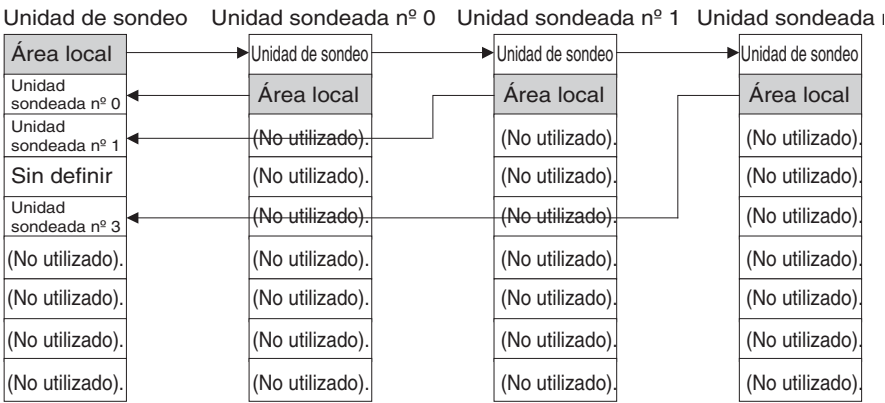 Unidad de sondeo Unidad sondeada nº 0 Unidad sondeada nº 1 Unidad sondeada
Área local Unidad de sondeo Unidad de sondeo Unidad de sondeo
Unidad
sondeada nº 0 Área local Área local Área local
Unidad
sondeada nº 1 (No utilizado). (No utilizado). (No utilizado).
Sin definir (No utilizado). (No utilizado). (No utilizado).
Unidad
sondeada nº 3 (No utilizado). (No utilizado). (No utilizado).
(No utilizado). (No utilizado). (No utilizado). (No utilizado).
(No utilizado). (No utilizado). (No utilizado). (No utilizado).
(No utilizado). (No utilizado). (No utilizado). (No utilizado).
(No utilizado). (No utilizado). (No utilizado). (No utilizado).